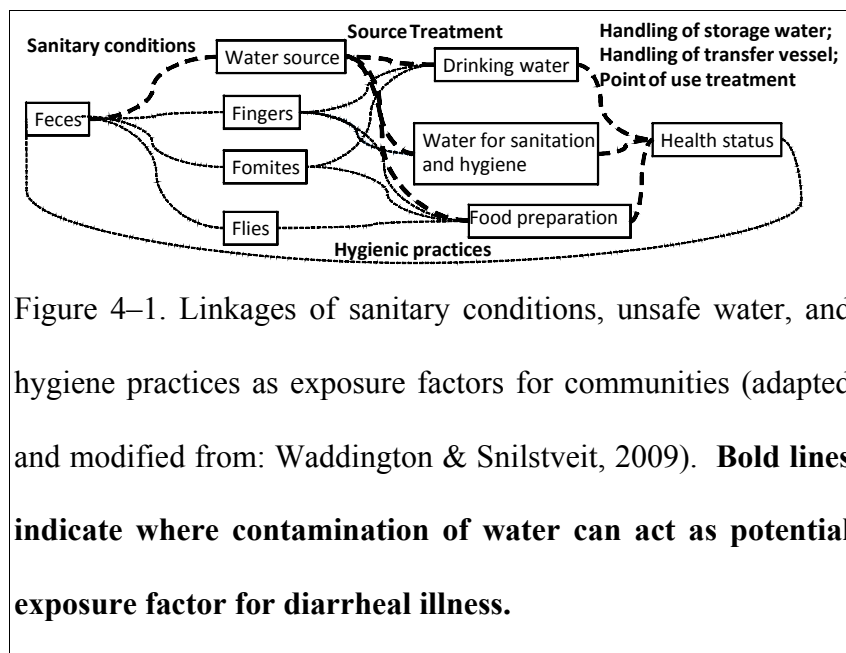 Source Treatment
Handling of storage water;
Sanitary conditions
Handling of transfer vessel;
Water source
Drinking water
Point of use treatment
Feces
Fingers
Water for sanitation
and hygiene
Health status
Fomites
Food preparation
Flies
Hygienic practices
Figure 4–1. Linkages of sanitary conditions, unsafe water, and
hygiene practices as exposure factors for communities (adapted
and modified from: Waddington & Snilstveit, 2009). Bold lines
indicate where contamination of water can act as potential
exposure factor for diarrheal illness.